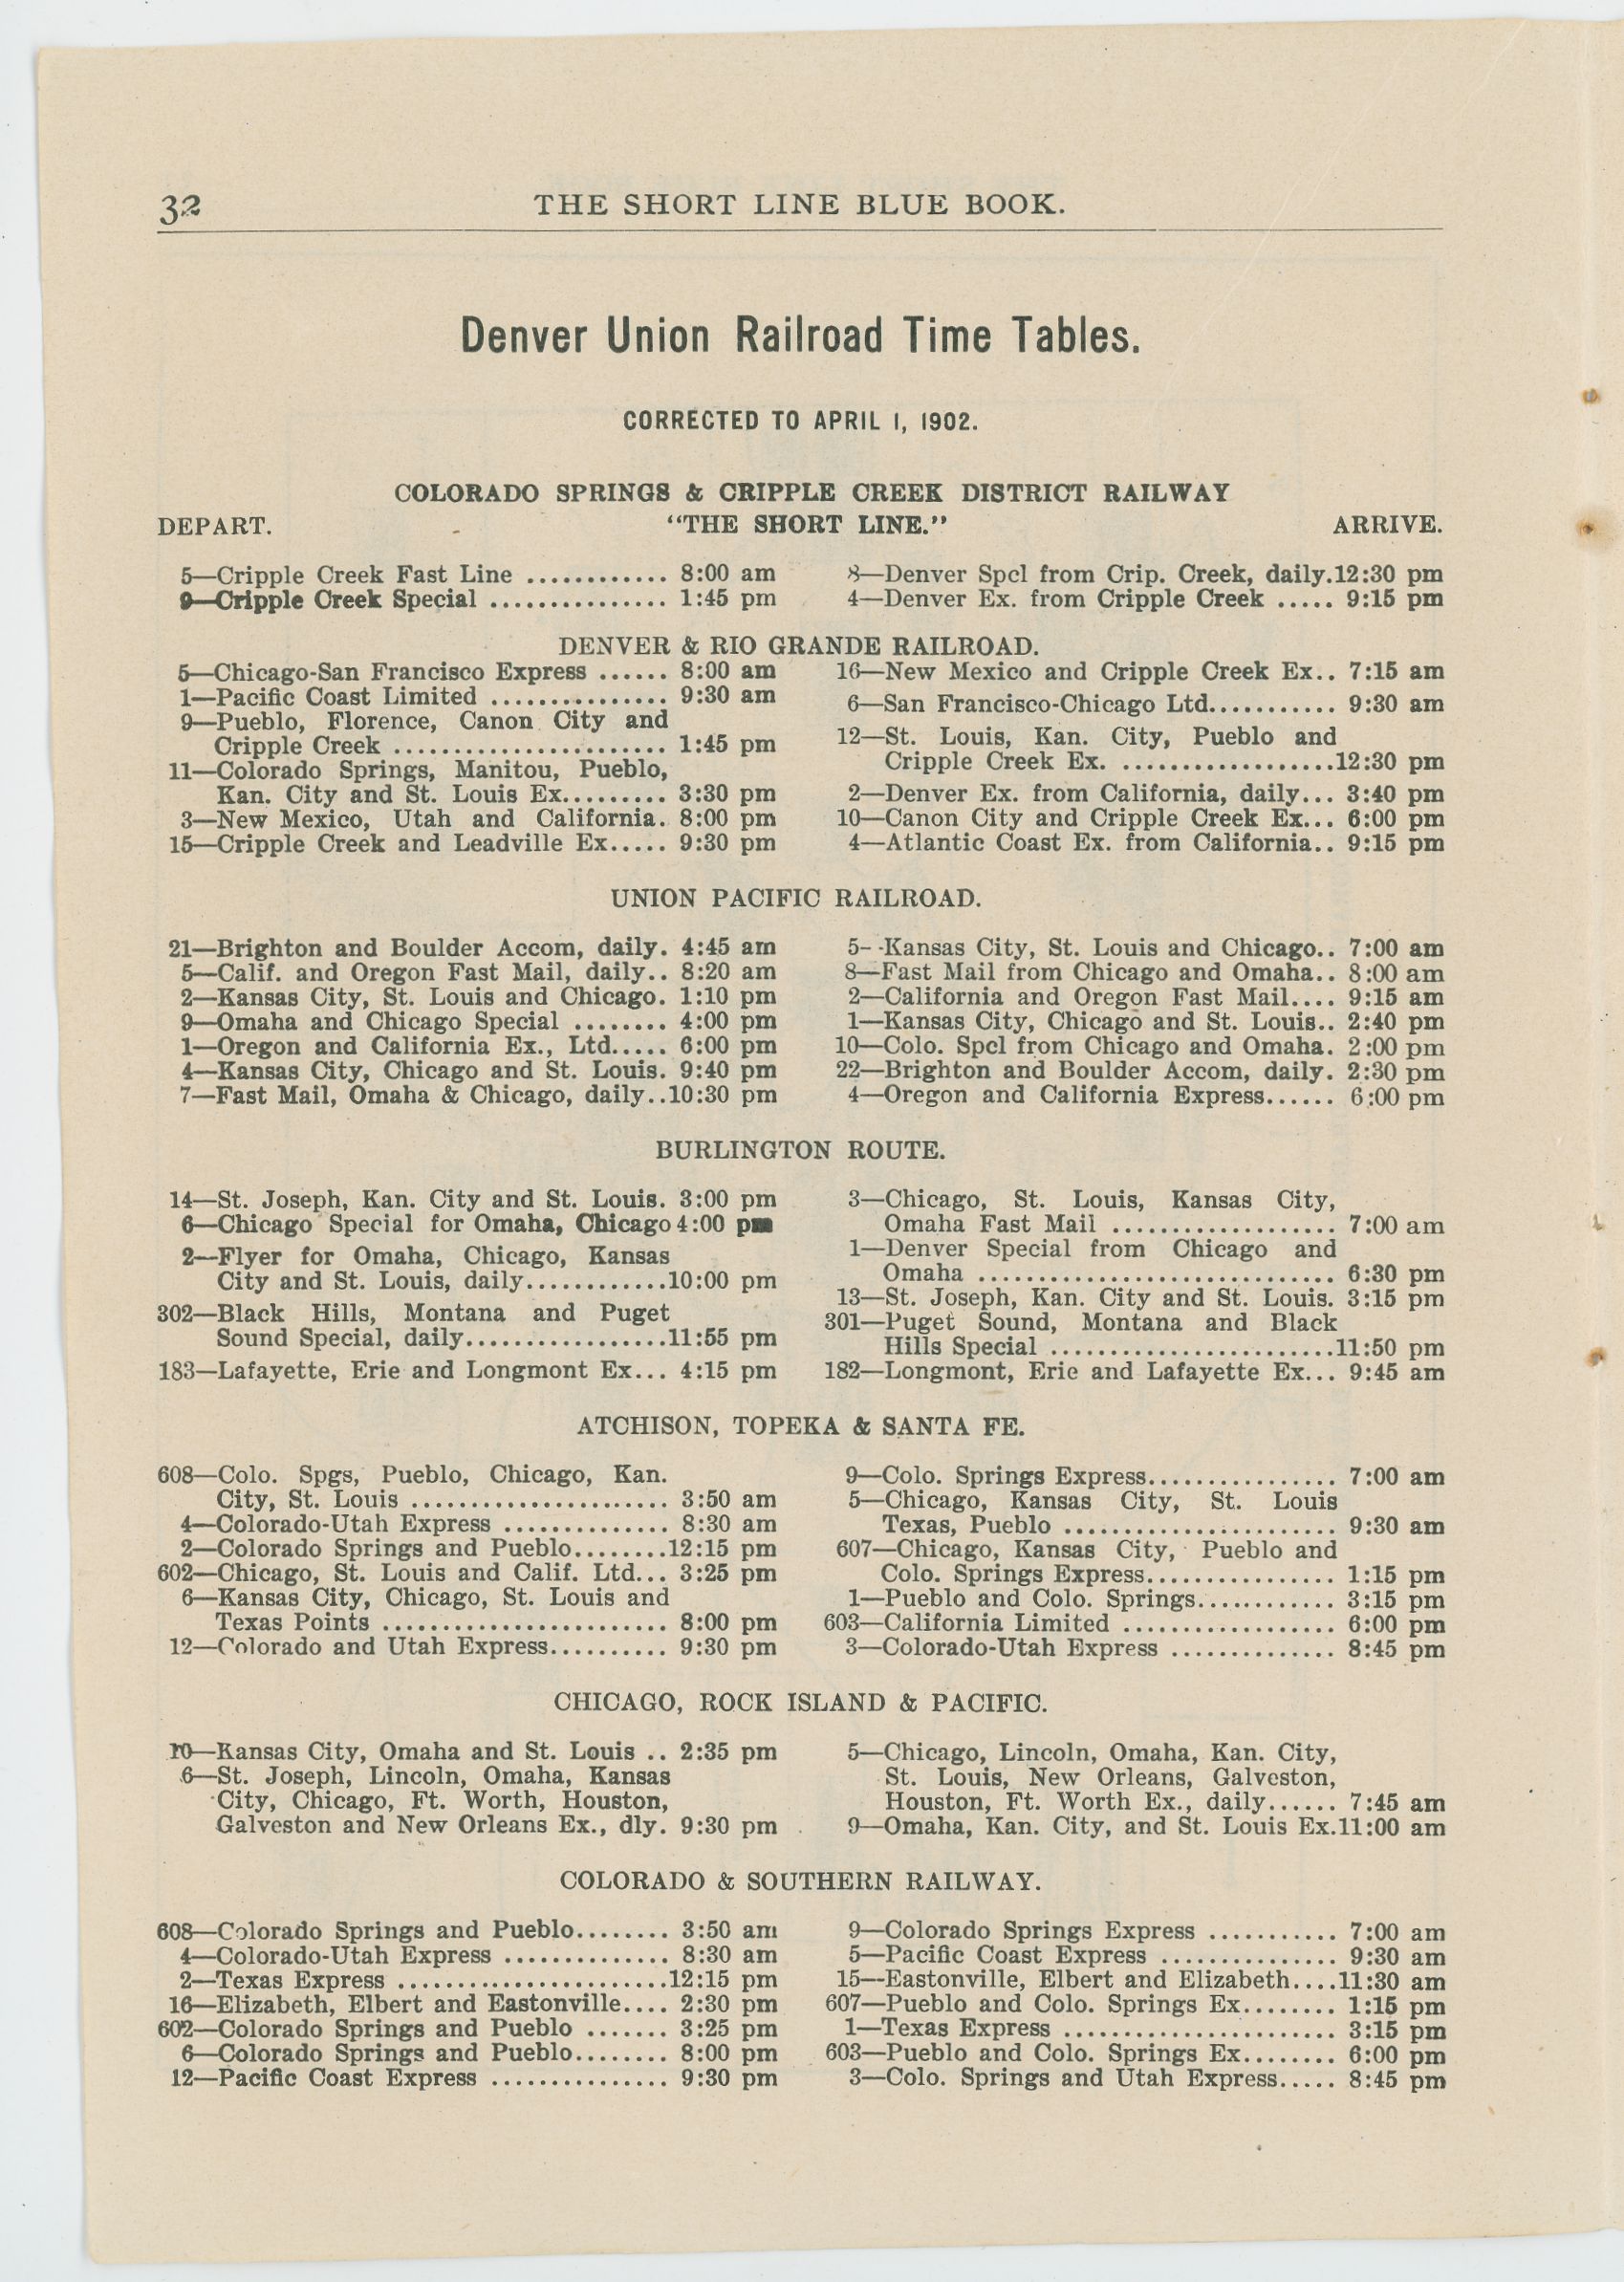 32
THE SHORT LINE BLUE BOOK.
Denver Union Railroad Time Tables.
CORRECTED TO APRIL 1, 1902.
COLORADO SPRINGS & CRIPPLE CREEK DISTRICT RAILWAY
DEPART. "THE SHORT LINE." ARRIVE.
5—Cripple Creek Fast Line ............ 8:00 am
9—Cripple Creek Special ............... 1:45 pm
8—Denver Spcl from Crip. Creek, daily.12:30 pm
4—Denver Ex. from Cripple Creek ..... 9:15 pm
DENVER & RIO GRANDE RAILROAD.
5—Chicago-San Francisco Express ...... 8:00 am
1—Pacific Coast Limited ............... 9:30 am
9—Pueblo, Florence, Canon City and
Cripple Creek ....................... 1:45 pm
11—Colorado Springs, Manitou, Pueblo,
Kan. City and St. Louis Ex......... 3:30 pm
3—New Mexico, Utah and California. 8:00 pm
15—Cripple Creek and Leadville Ex..... 9:30 pm
16—New Mexico and Cripple Creek Ex.. 7:15 am
6—San Francisco-Chicago Ltd........... 9:30 am
12—St. Louis, Kan. City, Pueblo and
Cripple Creek Ex. ..................12:30 pm
2—Denver Ex. from California, daily... 3:40 pm
10—Canon City and Cripple Creek Ex... 6:00 pm
4—Atlantic Coast Ex. from California.. 9:15 pm
UNION PACIFIC RAILROAD.
21—Brighton and Boulder Accom, daily. 4:45 am
5—Calif. and Oregon Fast Mail, daily.. 8:20 am
2—Kansas City, St. Louis and Chicago. 1:10 pm
9—Omaha and Chicago Special ........ 4:00 pm
1—Oregon and California Ex., Ltd..... 6:00 pm
4—Kansas City, Chicago and St. Louis. 9:40 pm
7—Fast Mail, Omaha & Chicago, daily..10:30 pm
5--Kansas City, St. Louis and Chicago.. 7:00 am
8—Fast Mail from Chicago and Omaha.. 8:00 am
2—California and Oregon Fast Mail.... 9:15 am
1—Kansas City, Chicago and St. Louis.. 2:40 pm
10—Colo. Spcl from Chicago and Omaha. 2:00 pm
22—Brighton and Boulder Accom, daily. 2:30 pm
4—Oregon and California Express...... 6:00 pm
BURLINGTON ROUTE.
14—St. Joseph, Kan. City and St. Louis. 3:00 pm
6—Chicago Special for Omaha, Chicago 4:00 pm
2—Flyer for Omaha, Chicago, Kansas
City and St. Louis, daily............10:00 pm
302—Black Hills, Montana and Puget
Sound Special, daily.................11:55 pm
183—Lafayette, Erie and Longmont Ex... 4:15 pm
3—Chicago, St. Louis, Kansas City,
Omaha Fast Mail ................... 7:00 am
1—Denver Special from Chicago and
Omaha .............................. 6:30 pm
13—St. Joseph, Kan. City and St. Louis. 3:15 pm
301—Puget Sound, Montana and Black
Hills Special ........................11:50 pm
182—Longmont, Erie and Lafayette Ex... 9:45 am
ATCHISON, TOPEKA & SANTA FE.
608—Colo. Spgs, Pueblo, Chicago, Kan.
City, St. Louis ...................... 3:50 am
4—Colorado-Utah Express .............. 8:30 am
2—Colorado Springs and Pueblo........12:15 pm
602—Chicago, St. Louis and Calif. Ltd... 3:25 pm
6—Kansas City, Chicago, St. Louis and
Texas Points ........................ 8:00 pm
12—Colorado and Utah Express.......... 9:30 pm
9—Colo. Springs Express................ 7:00 am
5—Chicago, Kansas City, St. Louis
Texas, Pueblo ....................... 9:30 am
607—Chicago, Kansas City, Pueblo and
Colo. Springs Express................ 1:15 pm
1—Pueblo and Colo. Springs............ 3:15 pm
603—California Limited .................. 6:00 pm
3—Colorado-Utah Express .............. 8:45 pm
CHICAGO, ROCK ISLAND & PACIFIC.
10—Kansas City, Omaha and St. Louis .. 2:35 pm
6—St. Joseph, Lincoln, Omaha, Kansas
City, Chicago, Ft. Worth, Houston,
Galveston and New Orleans Ex., dly. 9:30 pm
5—Chicago, Lincoln, Omaha, Kan. City,
St. Louis, New Orleans, Galveston,
Houston, Ft. Worth Ex., daily...... 7:45 am
9—Omaha, Kan. City, and St. Louis Ex.11:00 am
COLORADO & SOUTHERN RAILWAY.
608—Colorado Springs and Pueblo........ 3:50 am
4—Colorado-Utah Express .............. 8:30 am
2—Texas Express .......................12:15 pm
16—Elizabeth, Elbert and Eastonville.... 2:30 pm
602—Colorado Springs and Pueblo ....... 3:25 pm
6—Colorado Springs and Pueblo........ 8:00 pm
12—Pacific Coast Express ............... 9:30 pm
9—Colorado Springs Express ........... 7:00 am
5—Pacific Coast Express ............... 9:30 am
15—Eastonville, Elbert and Elizabeth....11:30 am
607—Pueblo and Colo. Springs Ex........ 1:15 pm
1—Texas Express ....................... 3:15 pm
603—Pueblo and Colo. Springs Ex........ 6:00 pm
3—Colo. Springs and Utah Express..... 8:45 pm